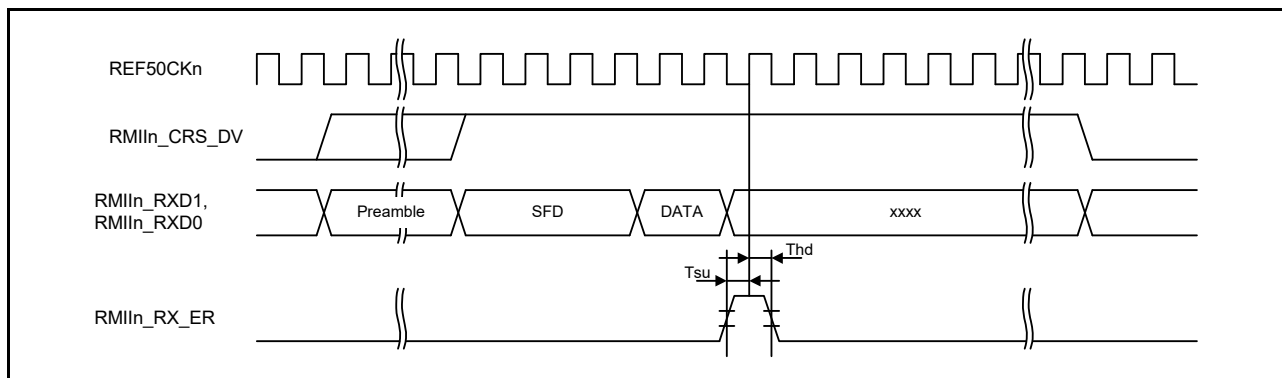 REF50CKn
RMIIn_CRS_DV
RMIIn_RXD1,
RMIIn_RXD0
Preamble
SFD
DATA
xxxx
Thd
Tsu
RMIIn_RX_ER